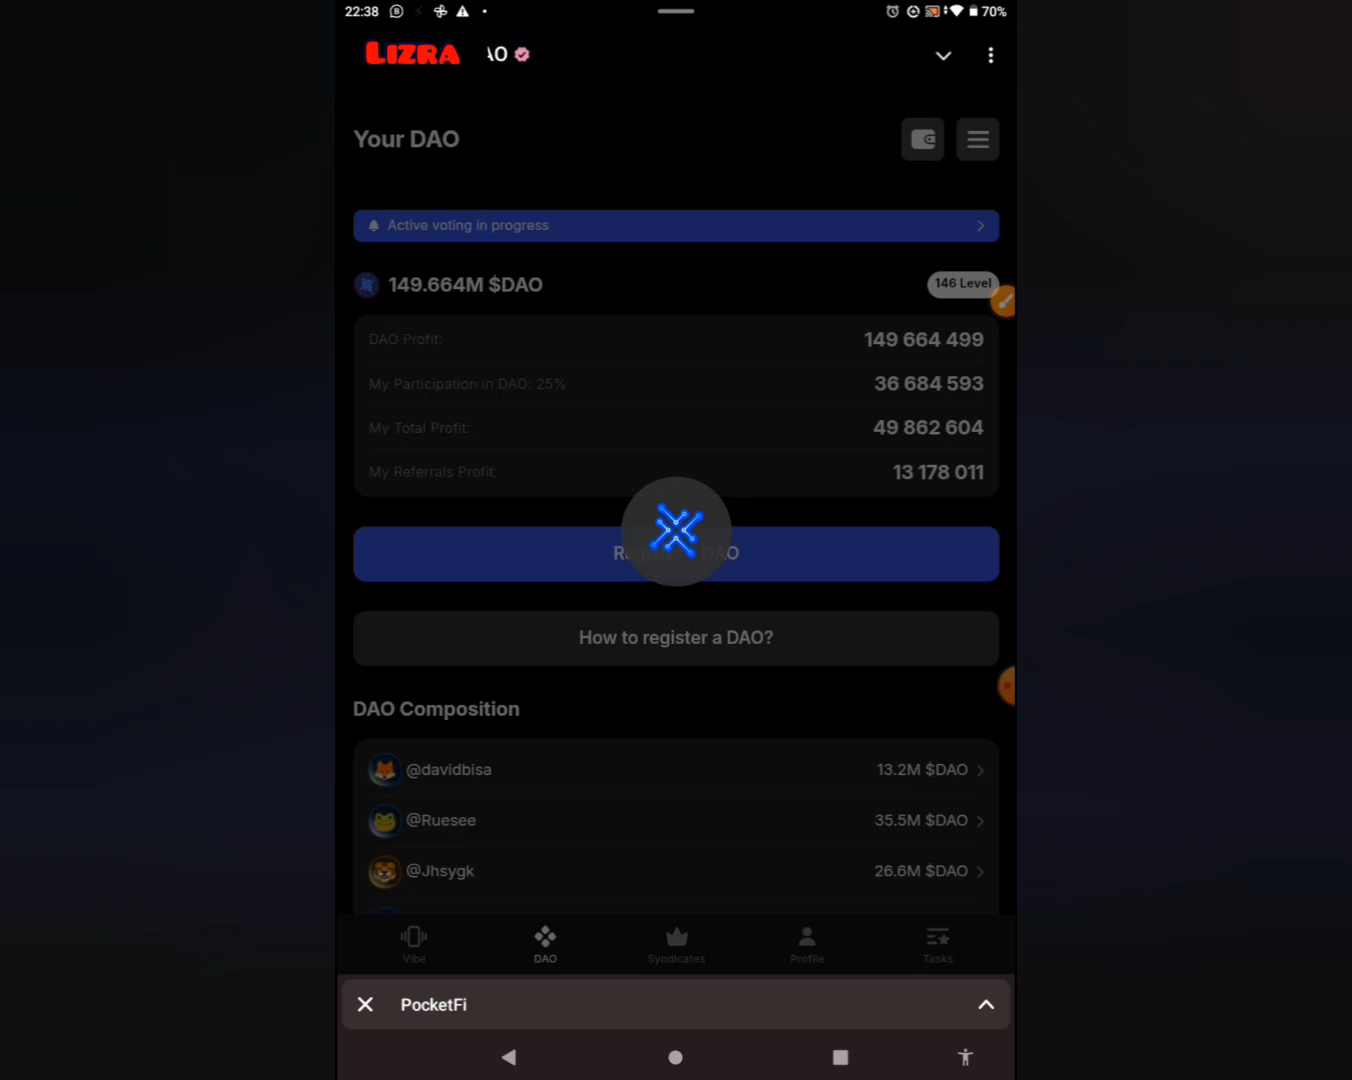 22:38
70%
LIZRA
AO
Your DAO
Active voting in progress
149.664M $DAO
146 Level
DAO Profit:
149 664 499
My Participation in DAO: 25%
36 684 593
My Total Profit:
49 862 604
My Referrals Profit:
13 178 011
DAO
How to register a DAO?
DAO Composition
@davidbisa
13.2M $DAO
@Ruesee
35.5M $DAO
@Jhsygk
26.6M $DAO
Vibe
DAO
Syndicates
Profile
Tasks
PocketFi